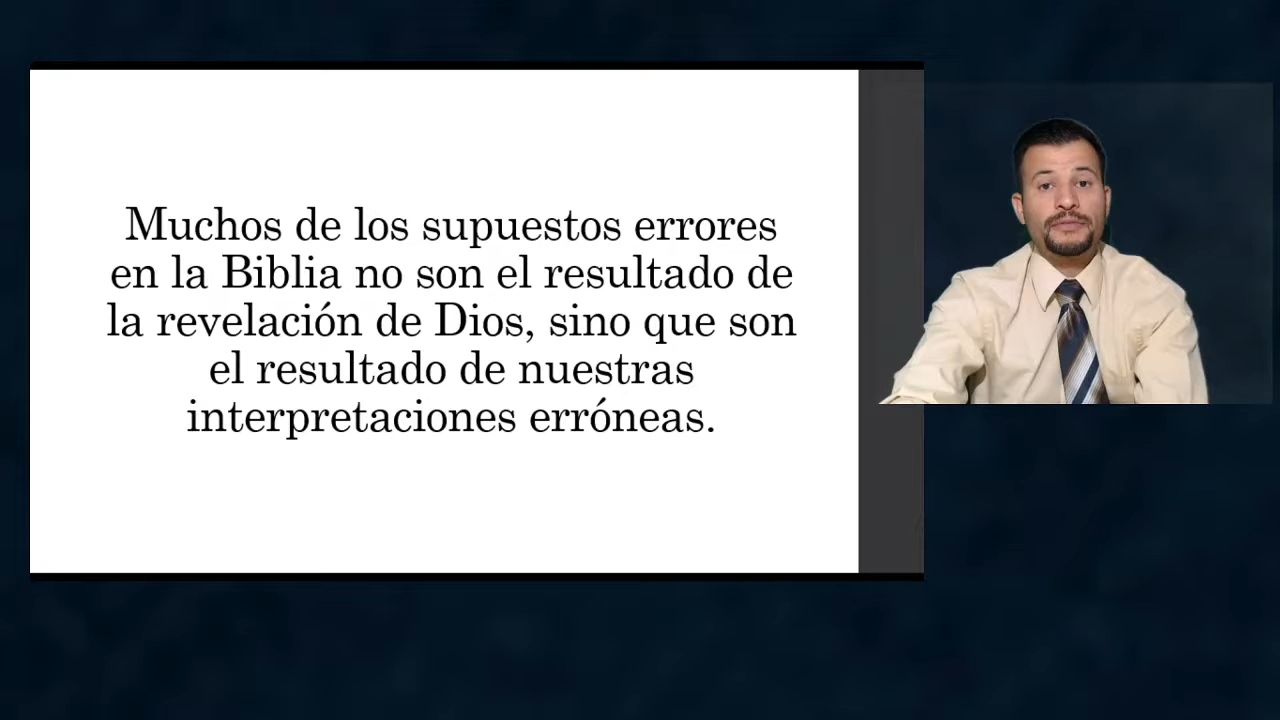 Muchos de los supuestos errores
en la Biblia no son el resultado de
la revelación de Dios, sino que son
el resultado de nuestras
interpretaciones erróneas.